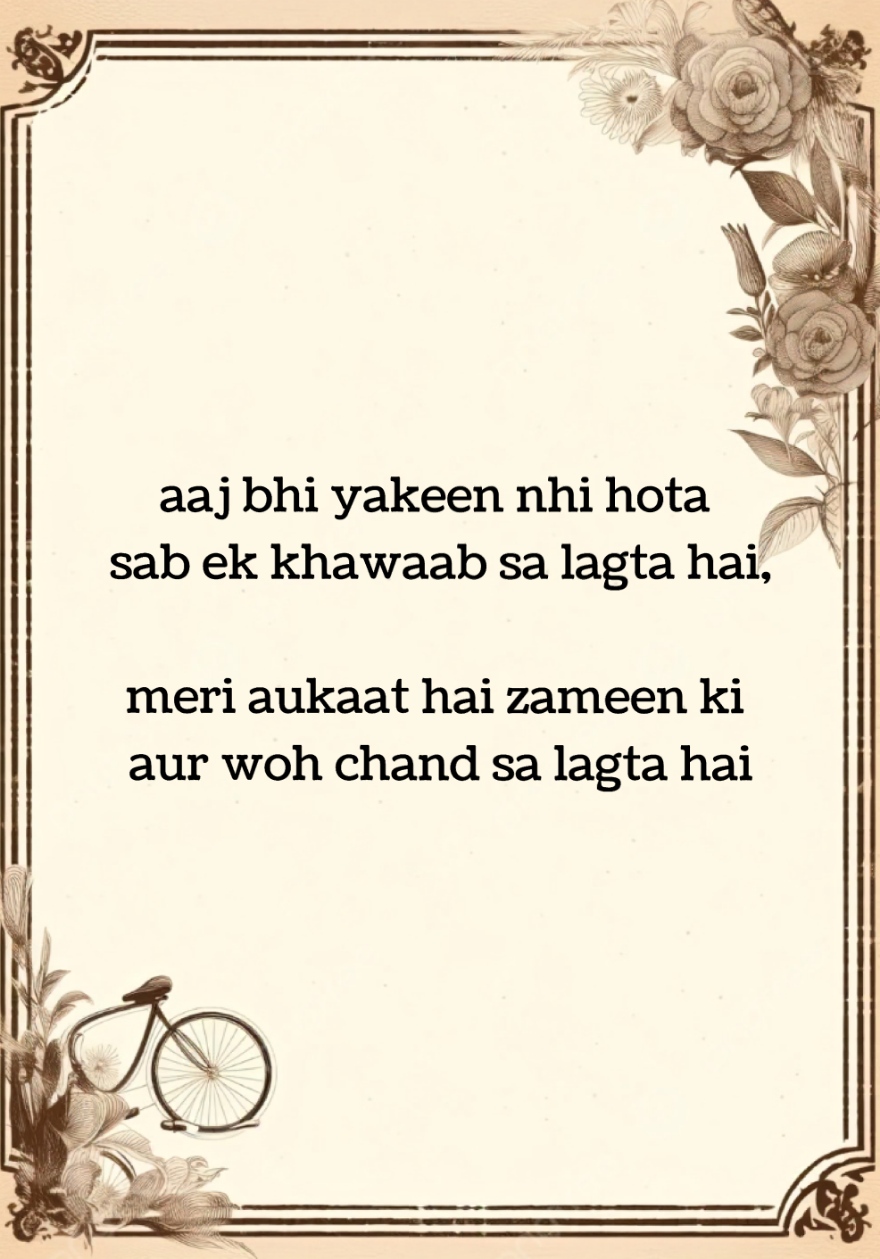 aaj bhi yakeen nhi hota
sab ek khawaab sa lagta hai,
meri aukaat hai zameen ki
aur woh chand sa lagta hai